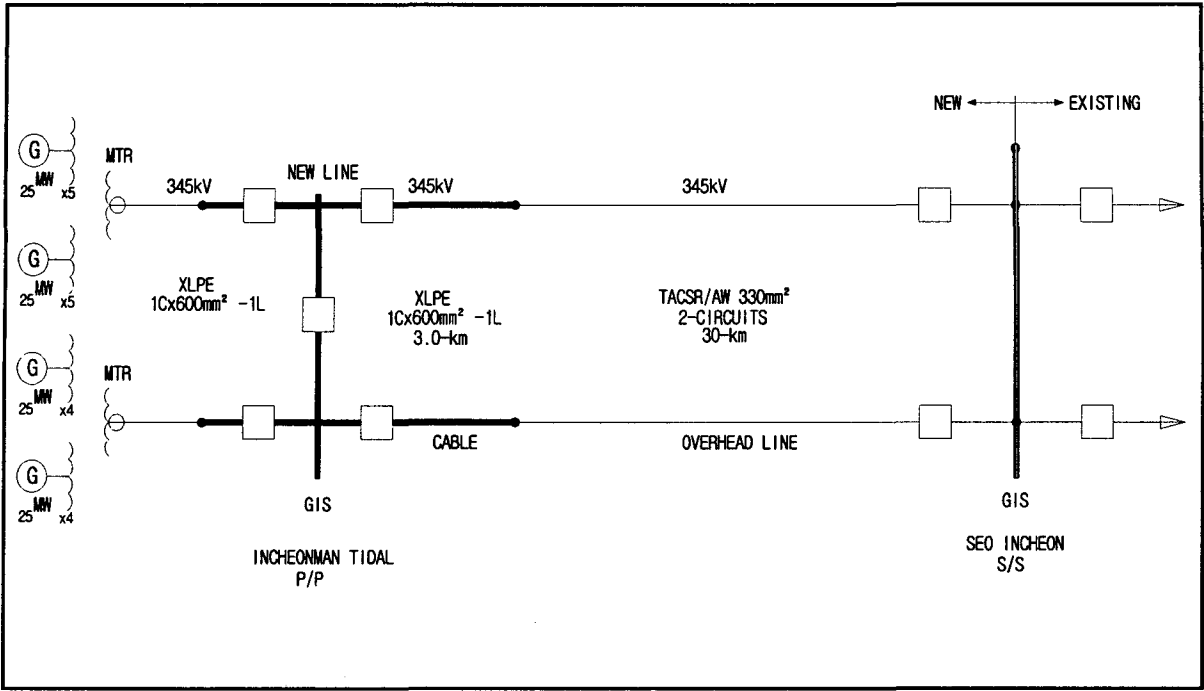 NEW
EXISTING
G
25MW x5
MTR
345kV
NEW LINE
345kV
345kV
G
25MW x5
XLPE
1Cx600mm² -1L
XLPE
1Cx600mm² -1L
3.0-km
TACSR/AW 330mm²
2-CIRCUITS
30-km
G
25MW x4
MTR
CABLE
OVERHEAD LINE
G
25MW x4
GIS
GIS
INCHEONMAN TIDAL
P/P
SEO INCHEON
S/S